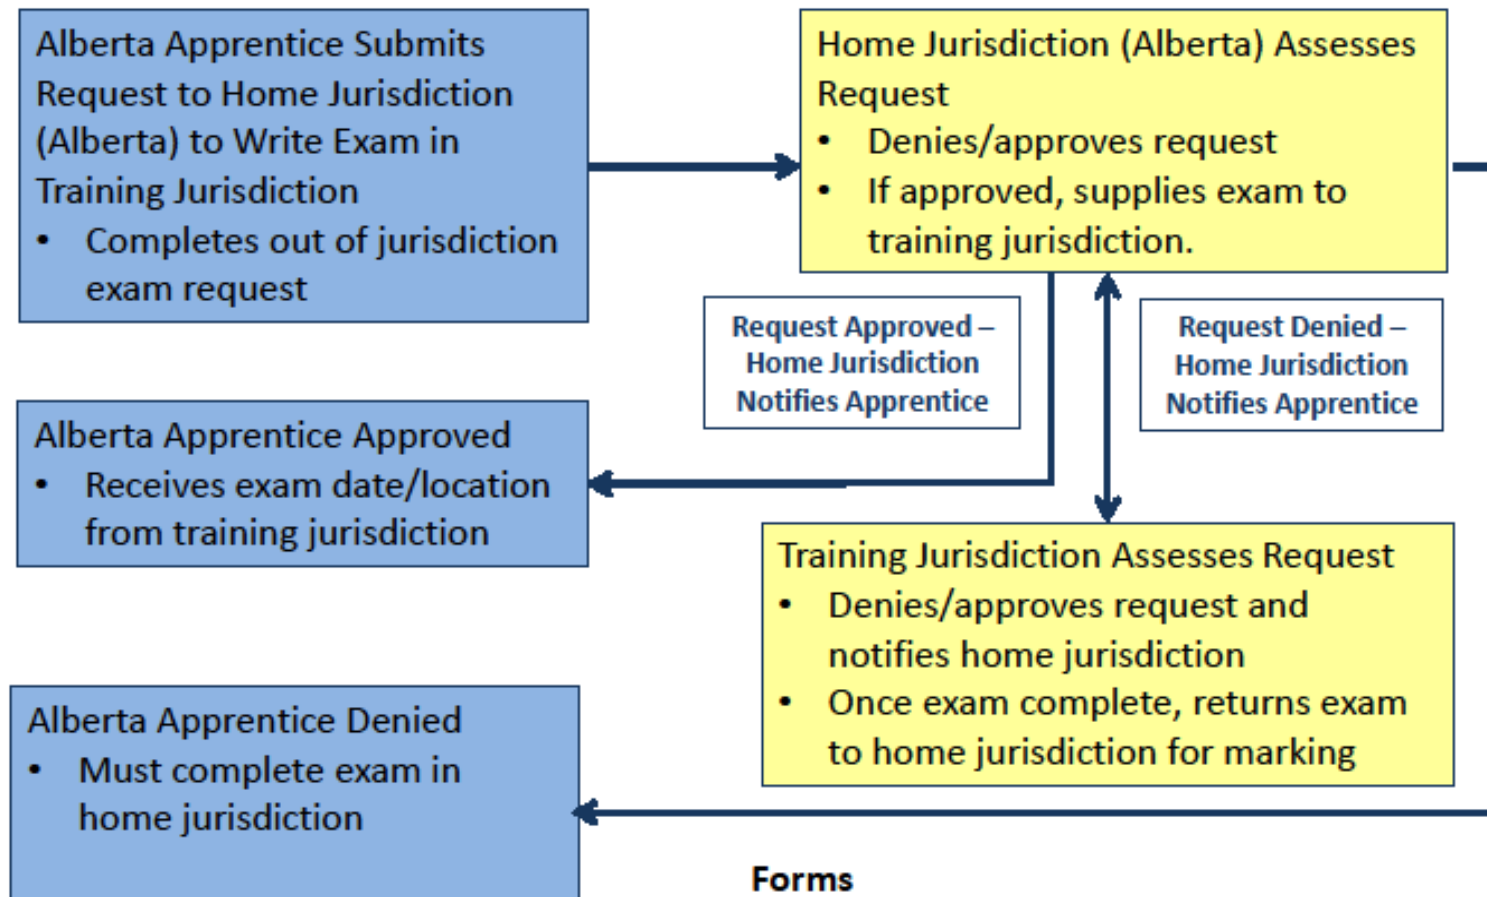 Alberta Apprentice Submits
Request to Home Jurisdiction
(Alberta) to Write Exam in
Training Jurisdiction
• Completes out of jurisdiction
exam request
Home Jurisdiction (Alberta) Assesses
Request
• Denies/approves request
• If approved, supplies exam to
training jurisdiction.
Request Approved –
Home Jurisdiction
Notifies Apprentice
Request Denied –
Home Jurisdiction
Notifies Apprentice
Alberta Apprentice Approved
• Receives exam date/location
from training jurisdiction
Training Jurisdiction Assesses Request
• Denies/approves request and
notifies home jurisdiction
• Once exam complete, returns exam
to home jurisdiction for marking
Alberta Apprentice Denied
• Must complete exam in
home jurisdiction
Forms